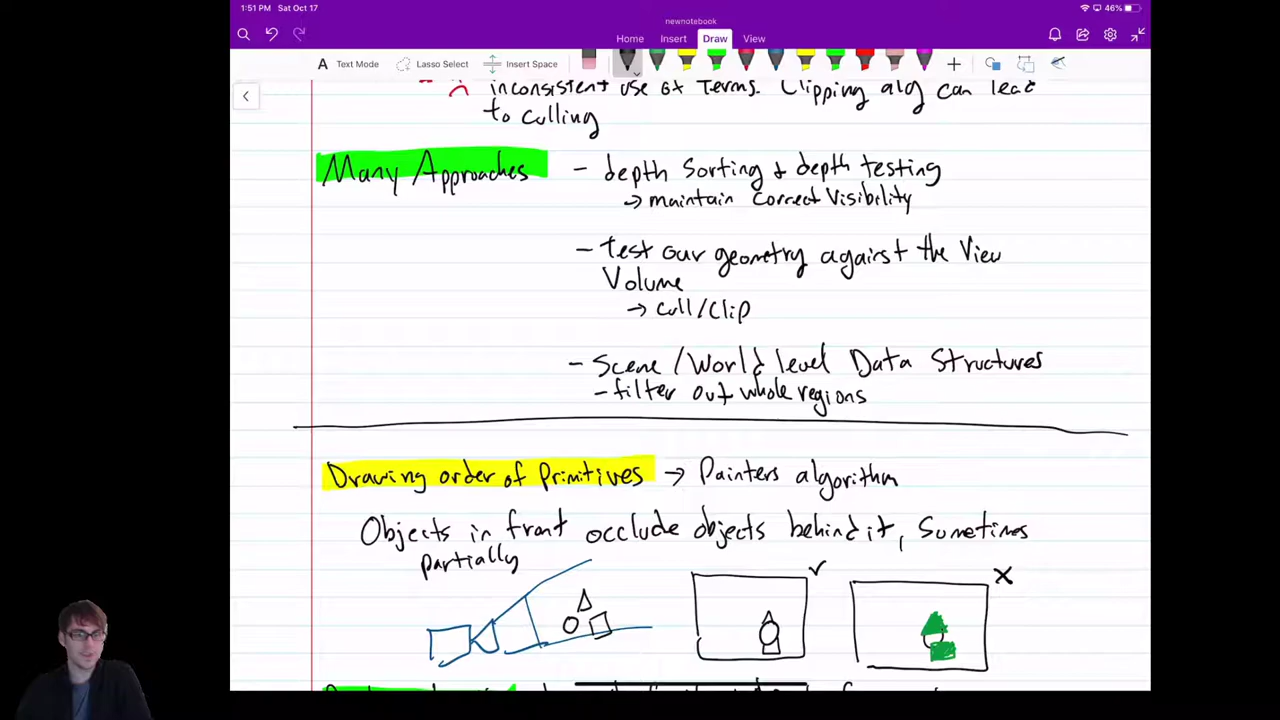 1:51 PM Sat Oct 17
46%
newnotebook
Home Insert Draw View
Text Mode Lasso Select Insert Space
inconsistent use of Terms. Clipping alg can lead
to culling
Many Approaches - depth Sorting + depth testing
→ maintain Correct Visibility
- test our geometry against the View
Volume
→ Cull/Clip
- Scene/World level Data Structures
- filter out whole regions
Drawing order of Primitives → Painters algorithm
Objects in front occlude objects behind it, Sometimes
partially